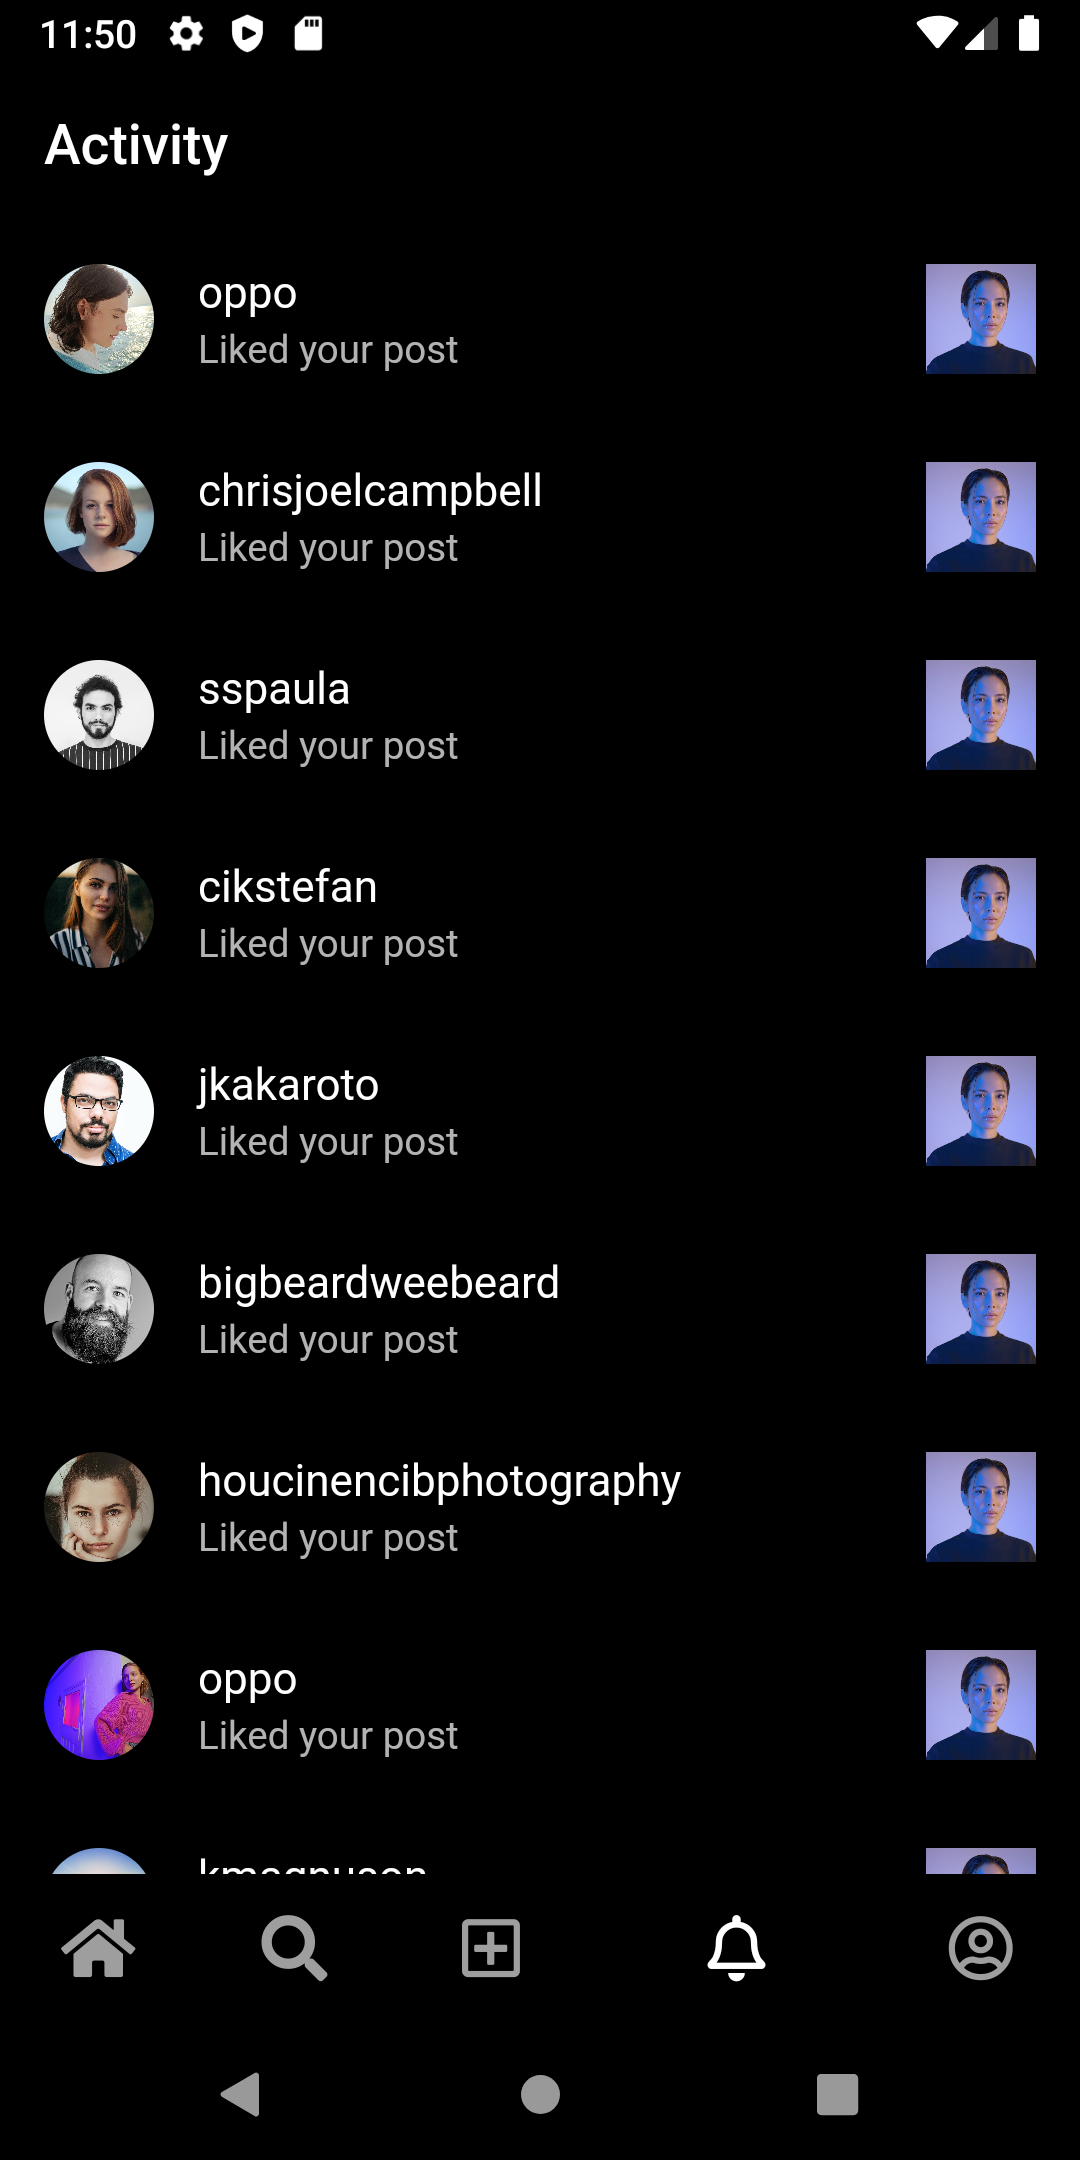 11:50
Activity
oppo
Liked your post
chrisjoelcampbell
Liked your post
sspaula
Liked your post
cikstefan
Liked your post
jkakaroto
Liked your post
bigbeardweebeard
Liked your post
houcinencibphotography
Liked your post
oppo
Liked your post
kmagnuson